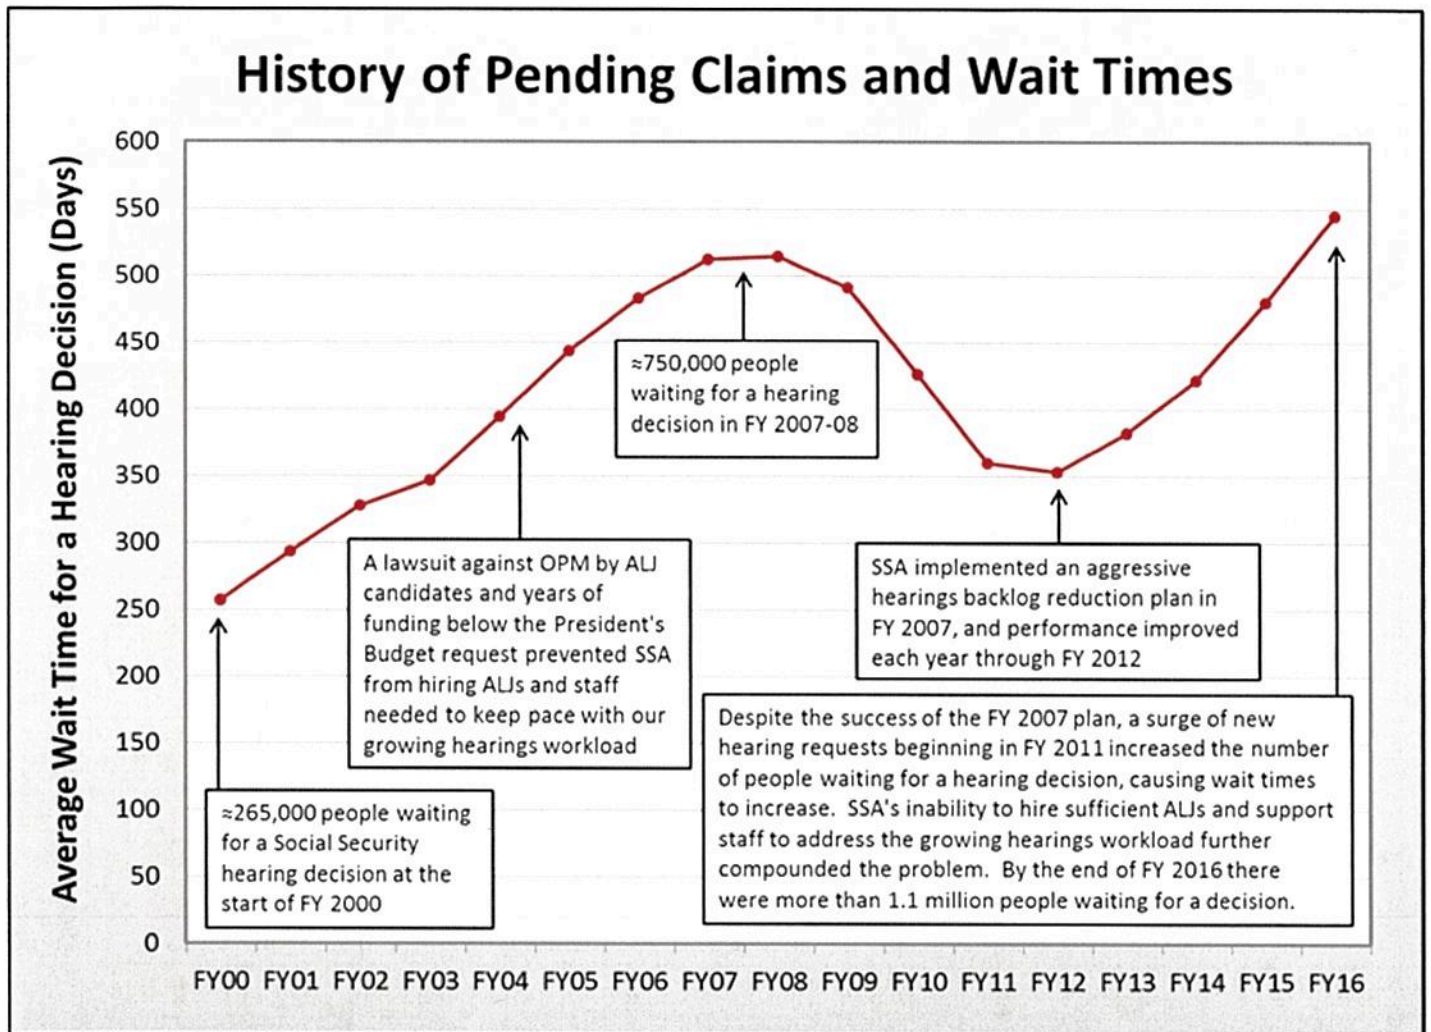 History of Pending Claims and Wait Times
Average Wait Time for a Hearing Decision (Days)
600
550
500
450
400
350
300
250
200
150
100
50
0
≈750,000 people
waiting for a hearing
decision in FY 2007-08
A lawsuit against OPM by ALJ
candidates and years of
funding below the President's
Budget request prevented SSA
from hiring ALJs and staff
needed to keep pace with our
growing hearings workload
SSA implemented an aggressive
hearings backlog reduction plan in
FY 2007, and performance improved
each year through FY 2012
Despite the success of the FY 2007 plan, a surge of new
hearing requests beginning in FY 2011 increased the number
of people waiting for a hearing decision, causing wait times
to increase.  SSA's inability to hire sufficient ALJs and support
staff to address the growing hearings workload further
compounded the problem.  By the end of FY 2016 there
were more than 1.1 million people waiting for a decision.
≈265,000 people waiting
for a Social Security
hearing decision at the
start of FY 2000
FY00 FY01 FY02 FY03 FY04 FY05 FY06 FY07 FY08 FY09 FY10 FY11 FY12 FY13 FY14 FY15 FY16